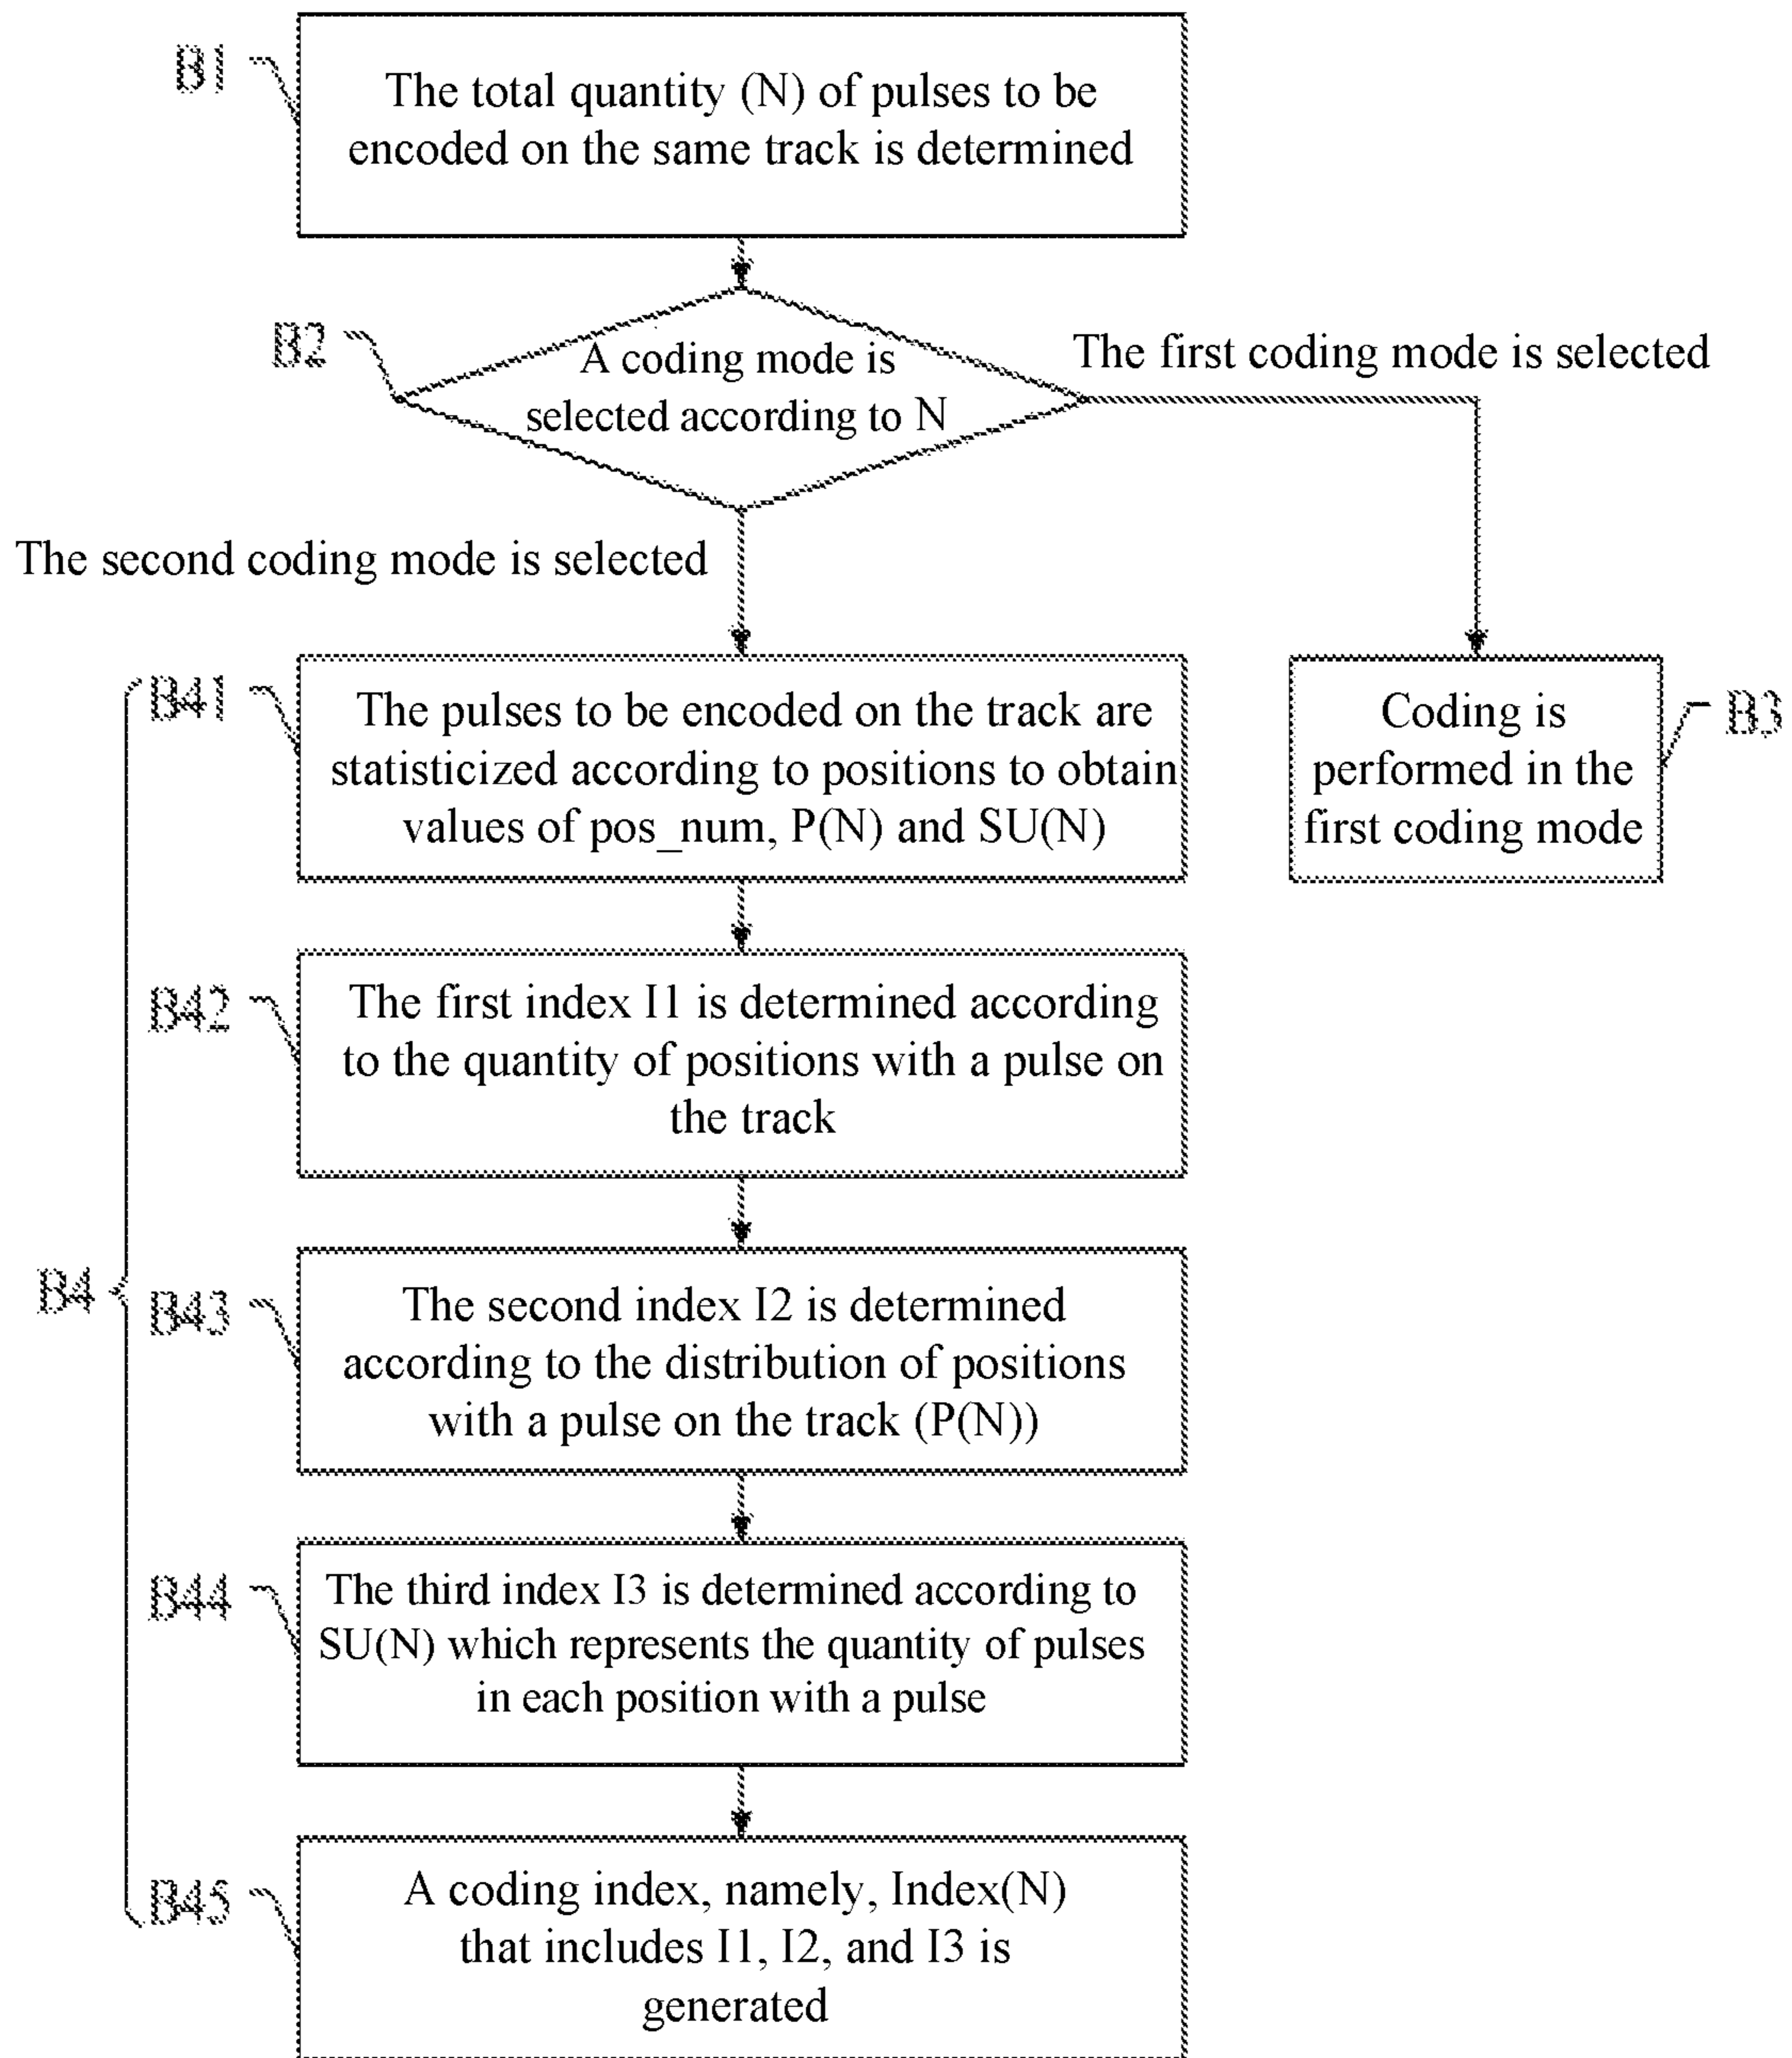 B1
The total quantity (N) of pulses to be
encoded on the same track is determined
B2
A coding mode is
selected according to N
The first coding mode is selected
The second coding mode is selected
B41
The pulses to be encoded on the track are
statisticized according to positions to obtain
values of pos_num, P(N) and SU(N)
Coding is
performed in the
first coding mode
B3
B42
The first index I1 is determined according
to the quantity of positions with a pulse on
the track
B4
B43
The second index I2 is determined
according to the distribution of positions
with a pulse on the track (P(N))
B44
The third index I3 is determined according to
SU(N) which represents the quantity of pulses
in each position with a pulse
B45
A coding index, namely, Index(N)
that includes I1, I2, and I3 is
generated